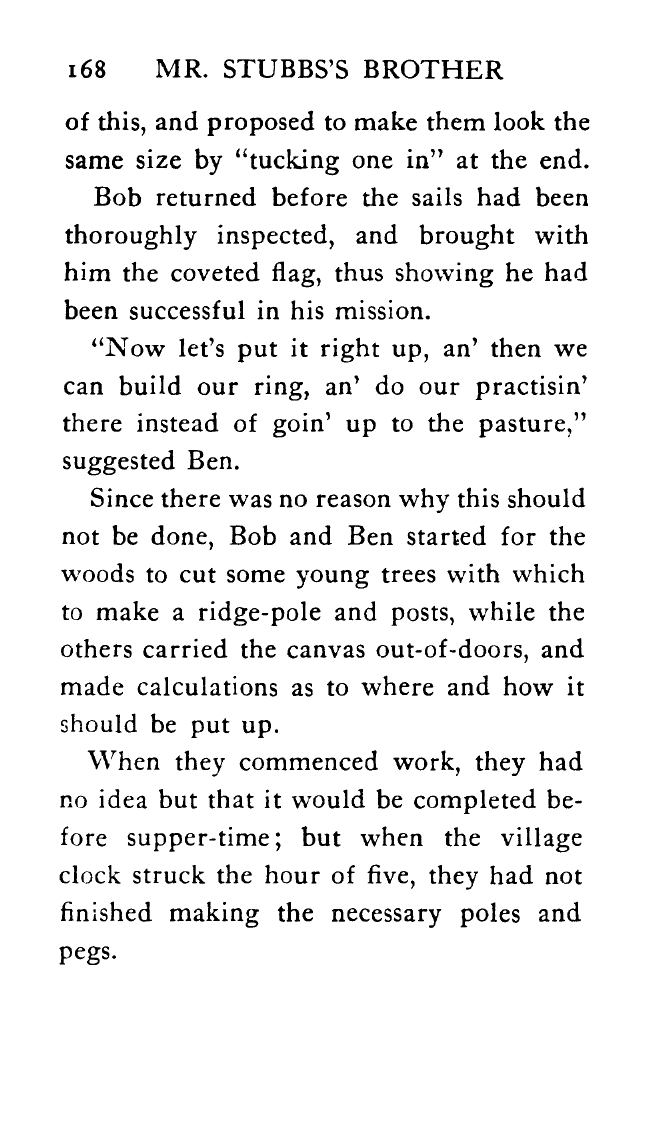 168 MR. STUBBS'S BROTHER
of this, and proposed to make them look the
same size by “tucking one in” at the end.
Bob returned before the sails had been
thoroughly inspected, and brought with
him the coveted flag, thus showing he had
been successful in his mission.
“Now let’s put it right up, an’ then we
can build our ring, an’ do our practisin’
there instead of goin’ up to the pasture,”
suggested Ben.
Since there was no reason why this should
not be done, Bob and Ben started for the
woods to cut some young trees with which
to make a ridge-pole and posts, while the
others carried the canvas out-of-doors, and
made calculations as to where and how it
should be put up.
When they commenced work, they had
no idea but that it would be completed be-
fore supper-time; but when the village
clock struck the hour of five, they had not
finished making the necessary poles and
pegs.